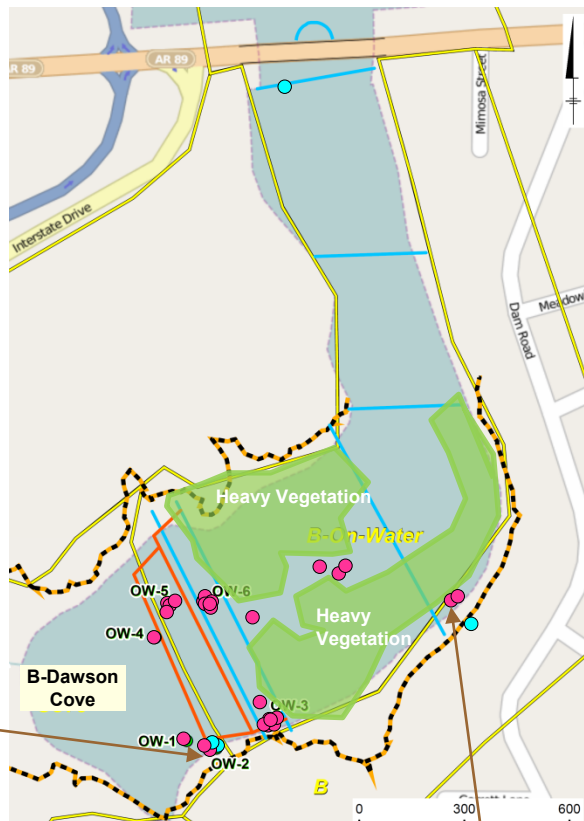 AR 89
AR 89
Mimosa Street
Interstate Drive
Dam Road
Meadow
Heavy Vegetation
B-On-Water
OW-5
OW-6
Heavy
Vegetation
OW-4
B-Dawson
Cove
OW-3
OW-1
OW-2
B
0 300 600